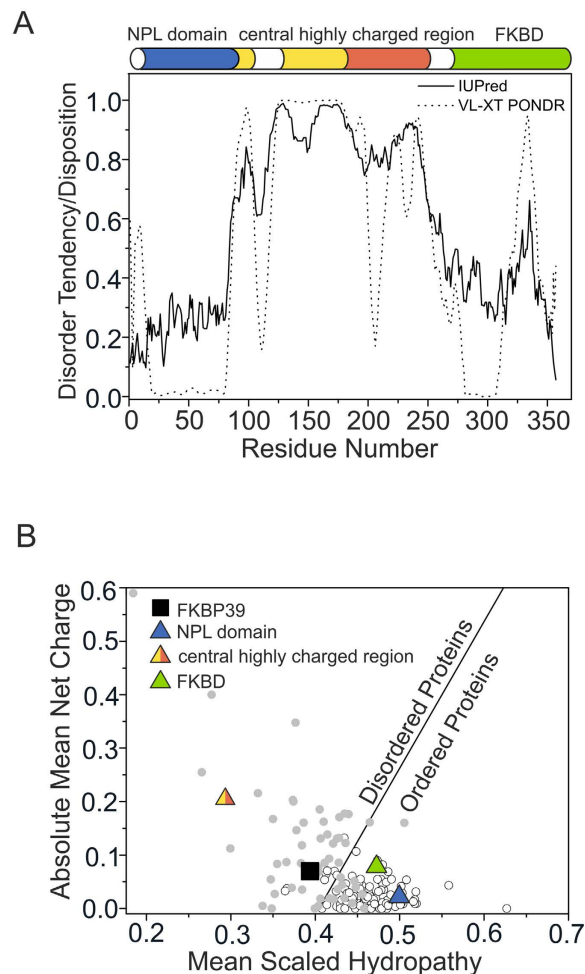 A
NPL domain central highly charged region FKBD
IUPred
VL-XT PONDR
Disorder Tendency/Disposition
1.0
0.8
0.6
0.4
0.2
0.0
0 50 100 150 200 250 300 350
Residue Number
B
FKBP39
NPL domain
central highly charged region
FKBD
Disordered Proteins
Ordered Proteins
Absolute Mean Net Charge
0.6
0.5
0.4
0.3
0.2
0.1
0.0
0.2 0.3 0.4 0.5 0.6 0.7
Mean Scaled Hydropathy